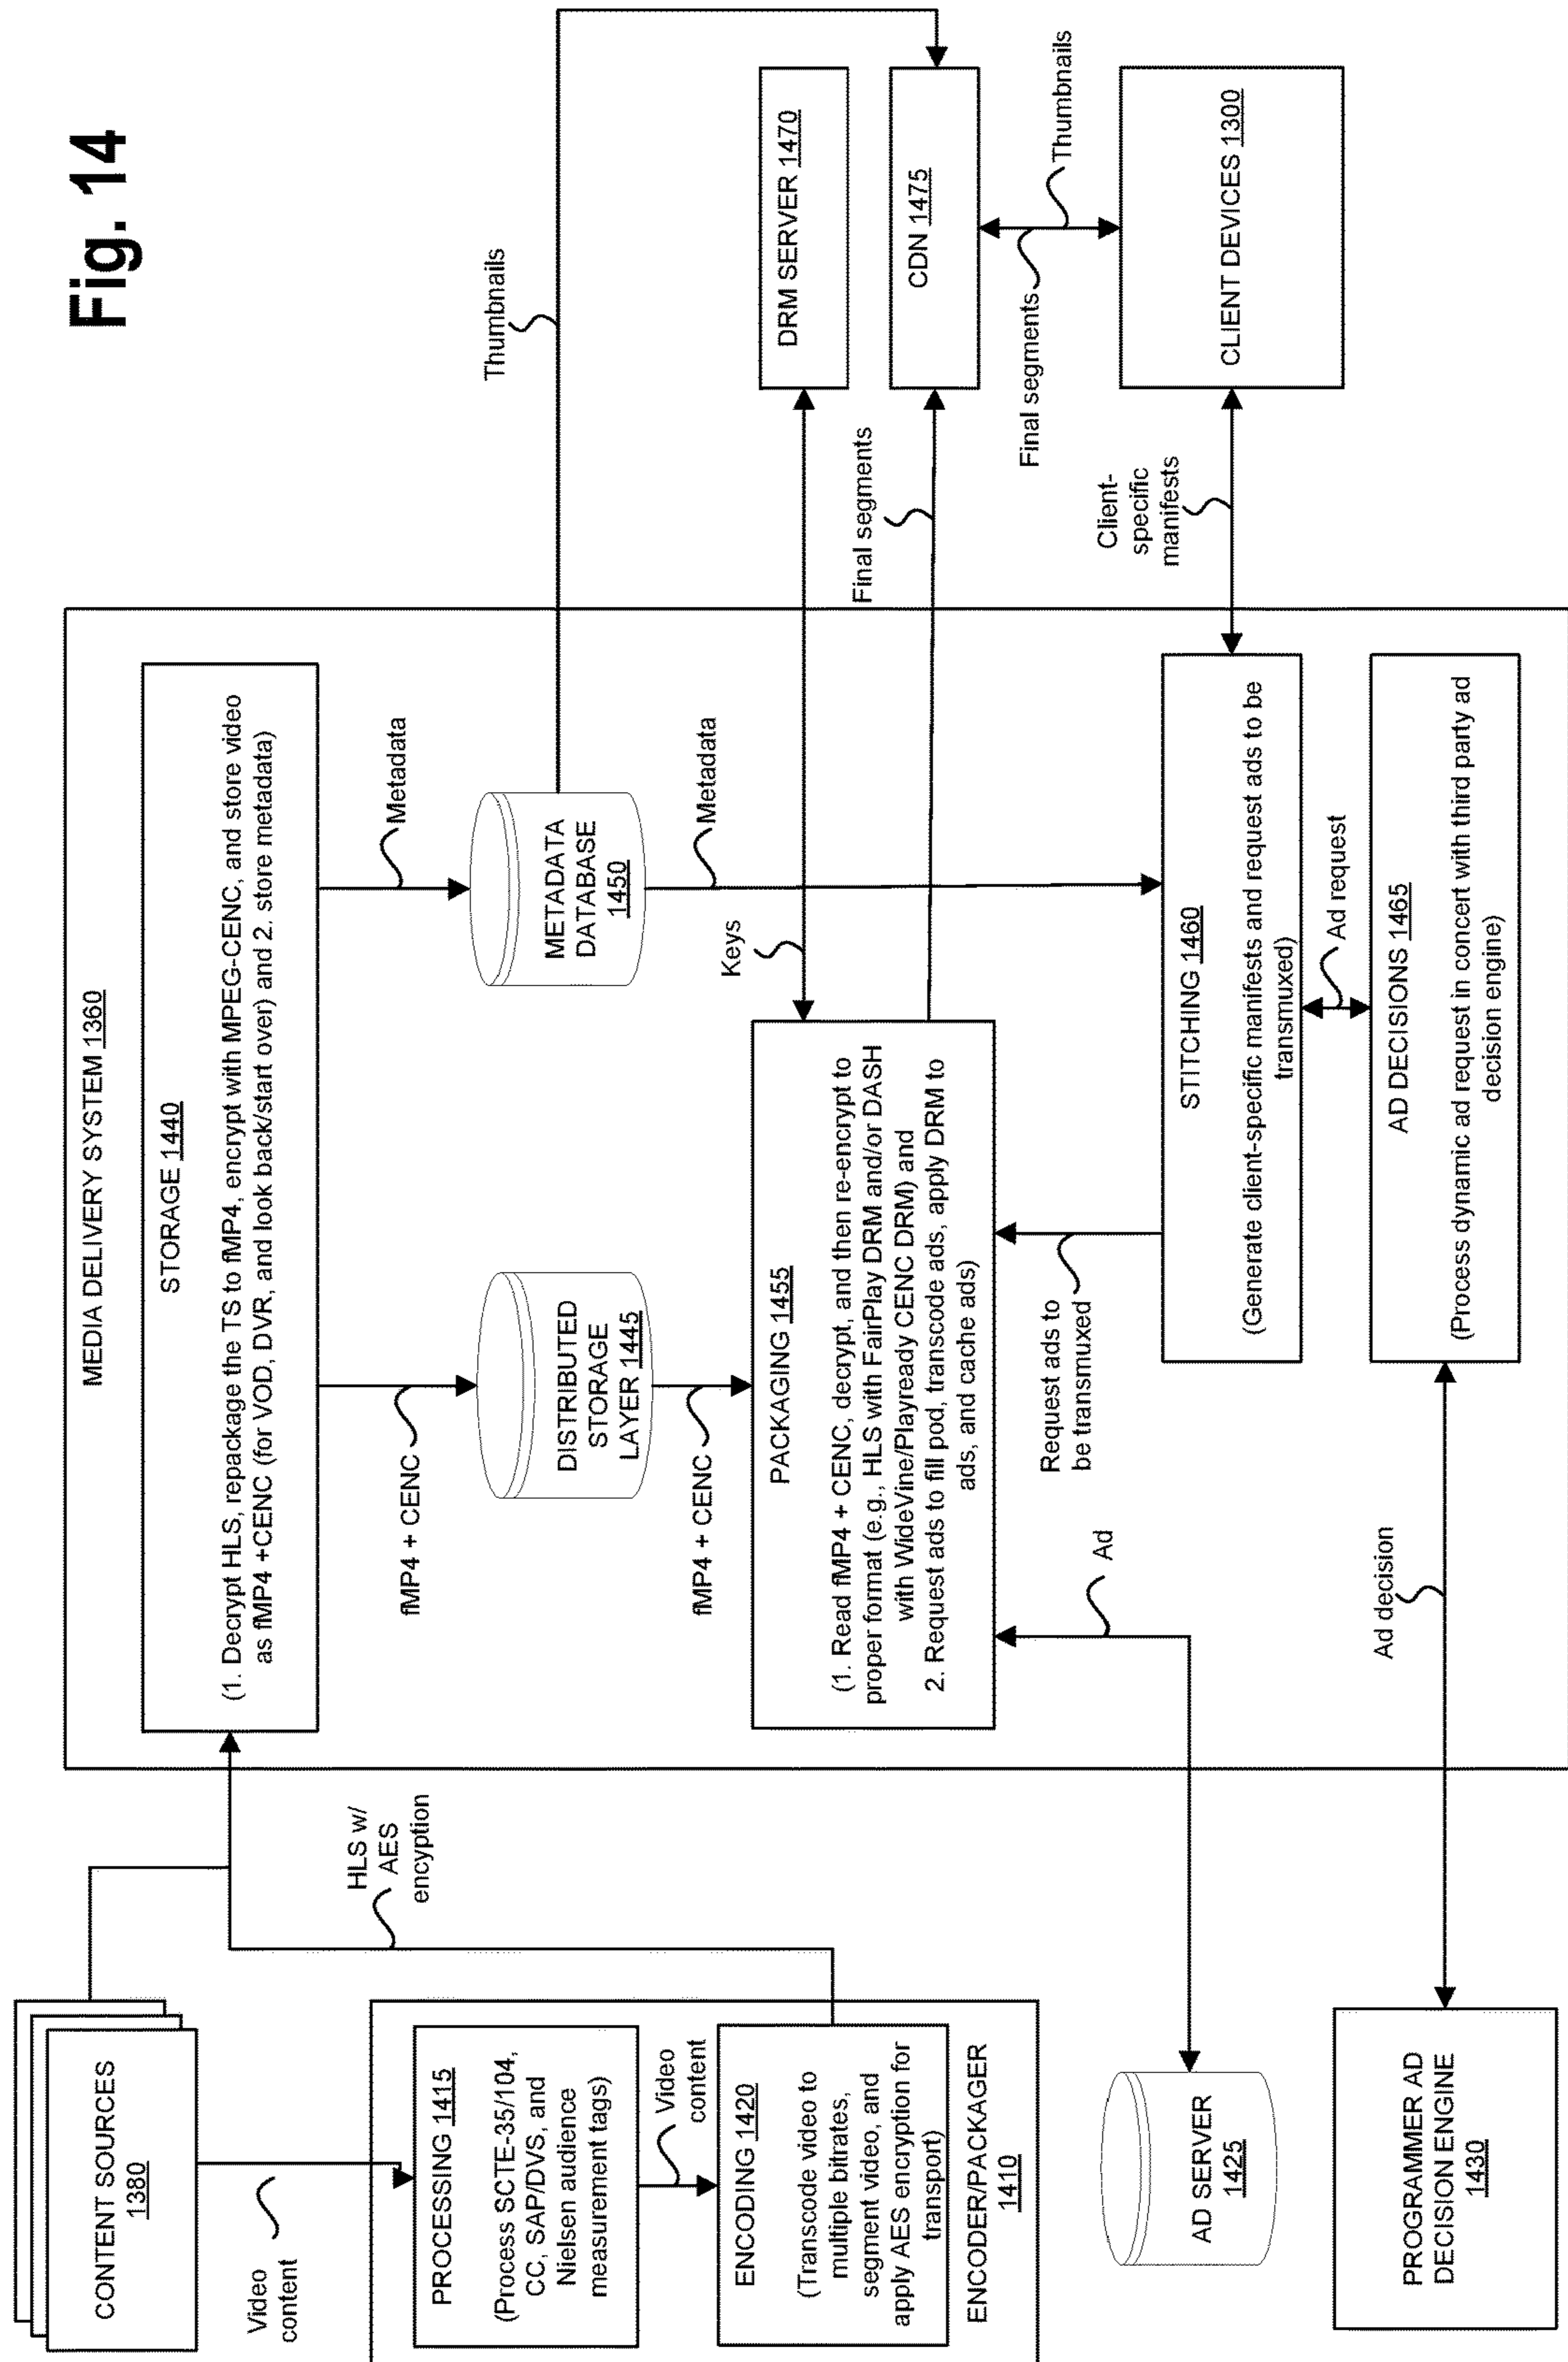 Fig. 14
CONTENT SOURCES
1380
Video
content
PROCESSING 1415
(Process SCTE-35/104,
CC, SAP/DVS, and
Nielsen audience
measurement tags)
Video
content
ENCODING 1420
(Transcode video to
multiple bitrates,
segment video, and
apply AES encryption for
transport)
ENCODER/PACKAGER
1410
HLS w/
AES
encyption
AD SERVER
1425
PROGRAMMER AD
DECISION ENGINE
1430
MEDIA DELIVERY SYSTEM 1360
STORAGE 1440
(1. Decrypt HLS, repackage the TS to fMP4, encrypt with MPEG-CENC, and store video
as fMP4 +CENC (for VOD, DVR, and look back/start over) and 2. store metadata)
fMP4 + CENC
Metadata
DISTRIBUTED
STORAGE
LAYER 1445
METADATA
DATABASE
1450
fMP4 + CENC
Metadata
Keys
PACKAGING 1455
(1. Read fMP4 + CENC, decrypt, and then re-encrypt to
proper format (e.g., HLS with FairPlay DRM and/or DASH
with WideVine/Playready CENC DRM) and
2. Request ads to fill pod, transcode ads, apply DRM to
ads, and cache ads)
Ad
Request ads to
be transmuxed
STITCHING 1460
(Generate client-specific manifests and request ads to be
transmuxed)
Ad request
AD DECISIONS 1465
(Process dynamic ad request in concert with third party ad
decision engine)
Ad decision
Thumbnails
DRM SERVER 1470
Final segments
CDN 1475
Final segments
Thumbnails
Client-
specific
manifests
CLIENT DEVICES 1300